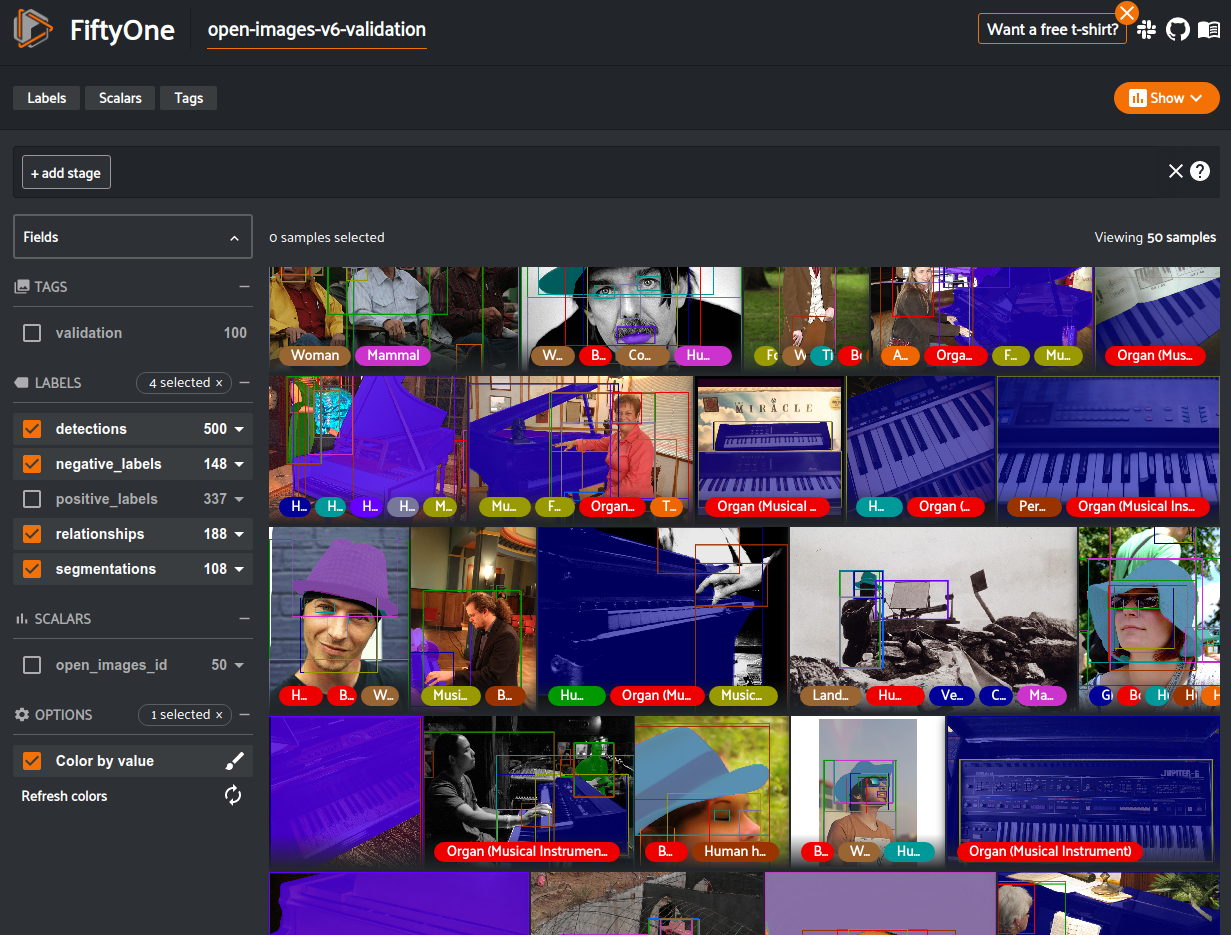 FiftyOne
open-images-v6-validation
Want a free t-shirt?
Labels
Scalars
Tags
Show
+ add stage
?
Fields
0 samples selected
Viewing 50 samples
TAGS
validation 100
LABELS
4 selected ×
detections 500
negative_labels 148
positive_labels 337
relationships 188
segmentations 108
SCALARS
open_images_id 50
OPTIONS
1 selected ×
Color by value
Refresh colors
Woman Mammal
W... B... Co... Hu...
W Ti
A... Orga... F... Mu...
Organ (Mus...
H... H... H... H... M...
Mu... F... Organ... T...
MIRACLE
Organ (Musical ...
H... Organ (...
Per... Organ (Musical Ins...
H... B... W...
Musi... B...
Hu... Organ (Mu... Music...
Land... Hu... Ve... C... Ma...
Organ (Musical Instrumen...
B... Human h...
B... W... Hu...
JUPITER-6
Organ (Musical Instrument)